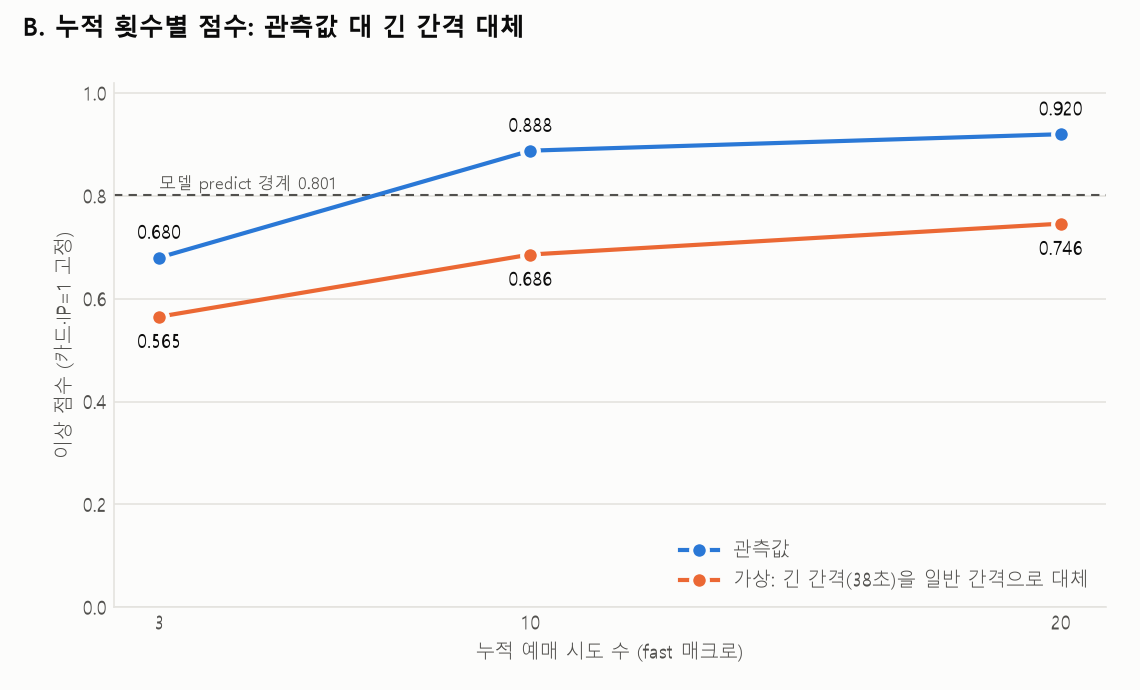 B. 누적 횟수별 점수: 관측값 대 긴 간격 대체
1.0
0.8
0.6
0.4
0.2
0.0
이상 점수 (카드·IP=1 고정)
모델 predict 경계 0.801
0.680
0.888
0.920
0.565
0.686
0.746
관측값
가상: 긴 간격(38초)을 일반 간격으로 대체
3
10
20
누적 예매 시도 수 (fast 매크로)